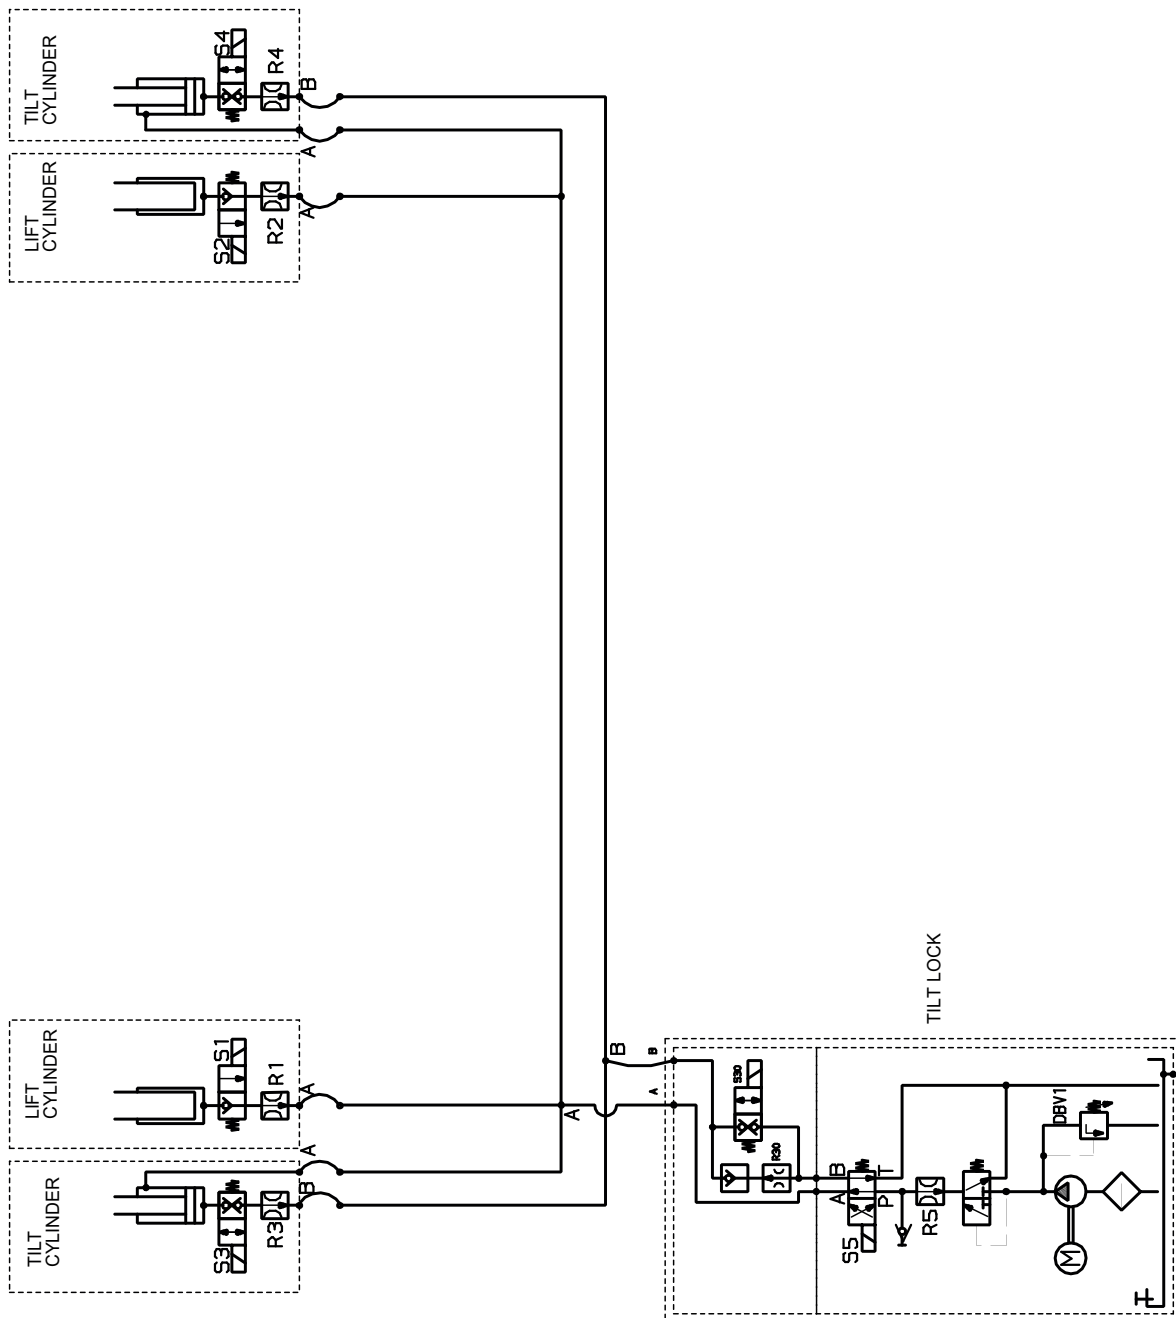 TILT
CYLINDER
S4
R4
B
A
LIFT
CYLINDER
S2
R2
A
LIFT
CYLINDER
S1
R1
A
A
TILT
CYLINDER
S3
R3
B
A
B
A
B
TILT LOCK
S30
R30
A
B
S5
P
T
R5
DBV1
M